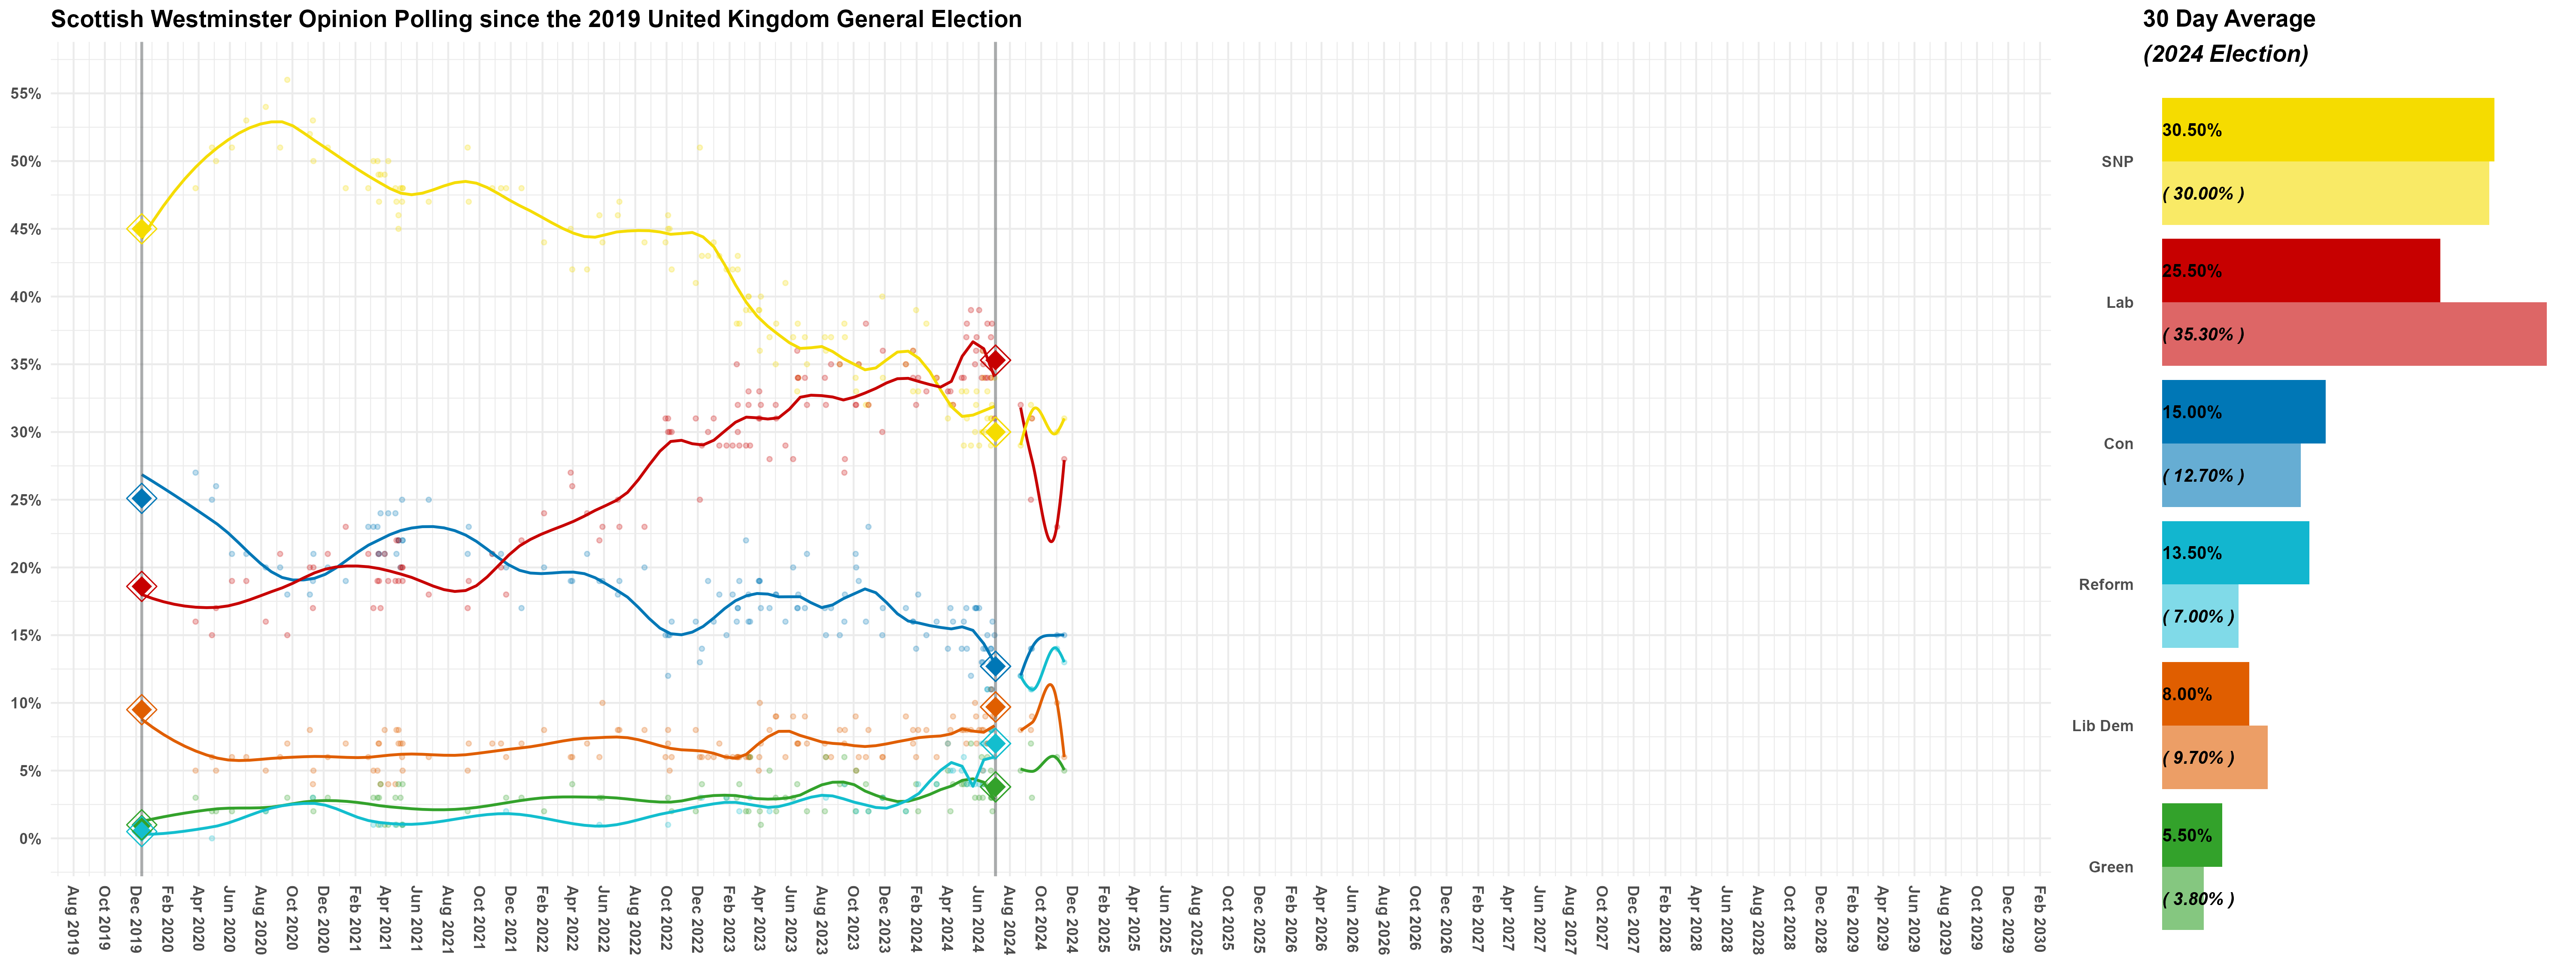 Scottish Westminster Opinion Polling since the 2019 United Kingdom General Election
55%
50%
45%
40%
35%
30%
25%
20%
15%
10%
5%
0%
Aug 2019
Oct 2019
Dec 2019
Feb 2020
Apr 2020
Jun 2020
Aug 2020
Oct 2020
Dec 2020
Feb 2021
Apr 2021
Jun 2021
Aug 2021
Oct 2021
Dec 2021
Feb 2022
Apr 2022
Jun 2022
Aug 2022
Oct 2022
Dec 2022
Feb 2023
Apr 2023
Jun 2023
Aug 2023
Oct 2023
Dec 2023
Feb 2024
Apr 2024
Jun 2024
Aug 2024
Oct 2024
Dec 2024
Feb 2025
Apr 2025
Jun 2025
Aug 2025
Oct 2025
Dec 2025
Feb 2026
Apr 2026
Jun 2026
Aug 2026
Oct 2026
Dec 2026
Feb 2027
Apr 2027
Jun 2027
Aug 2027
Oct 2027
Dec 2027
Feb 2028
Apr 2028
Jun 2028
Aug 2028
Oct 2028
Dec 2028
Feb 2029
Apr 2029
Jun 2029
Aug 2029
Oct 2029
Dec 2029
Feb 2030
30 Day Average
(2024 Election)
SNP
30.50%
( 30.00% )
Lab
25.50%
( 35.30% )
Con
15.00%
( 12.70% )
Reform
13.50%
( 7.00% )
Lib Dem
8.00%
( 9.70% )
Green
5.50%
( 3.80% )